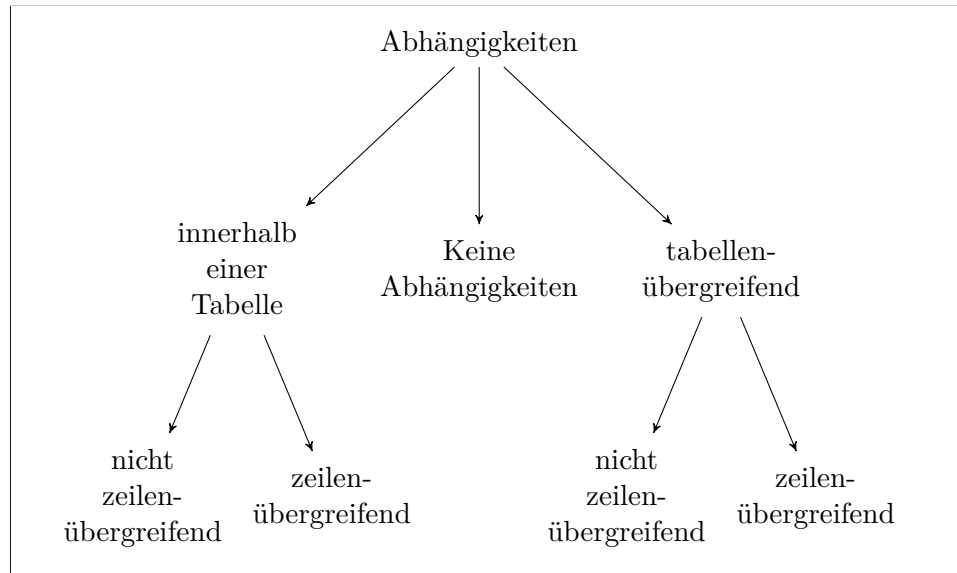 Abhängigkeiten
innerhalb
einer
Tabelle
Keine
Abhängigkeiten
tabellen-
übergreifend
nicht
zeilen-
übergreifend
zeilen-
übergreifend
nicht
zeilen-
übergreifend
zeilen-
übergreifend